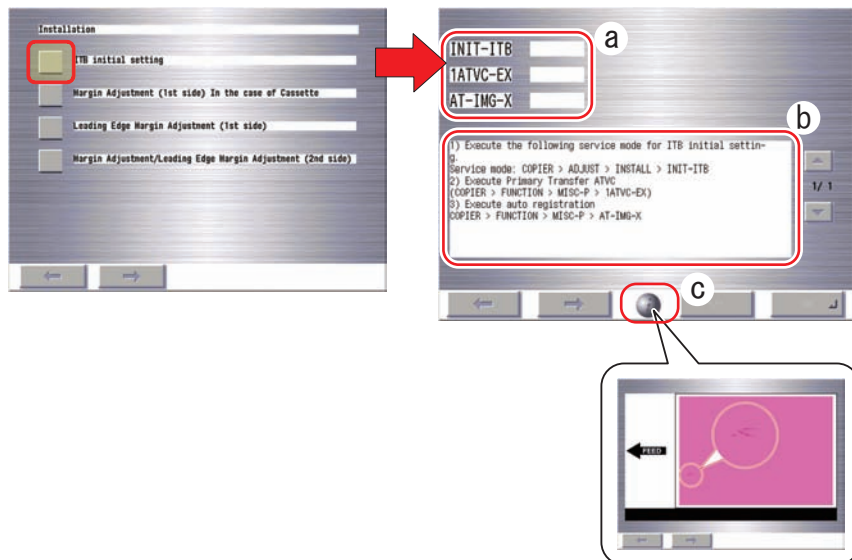 Installation
ITB initial setting
Margin Adjustment (1st side) In the case of Cassette
Leading Edge Margin Adjustment (1st side)
Margin Adjustment/Leading Edge Margin Adjustment (2nd side)
INIT-ITB
1ATVC-EX
AT-IMG-X
a
b
1) Execute the following service mode for ITB initial settin-
g.
Service mode: COPIER > ADJUST > INSTALL > INIT-ITB
2) Execute Primary Transfer ATVC
(COPIER > FUNCTION > MISC-P > 1ATVC-EX)
3) Execute auto registration
COPIER > FUNCTION > MISC-P > AT-IMG-X
1/ 1
c
FEED